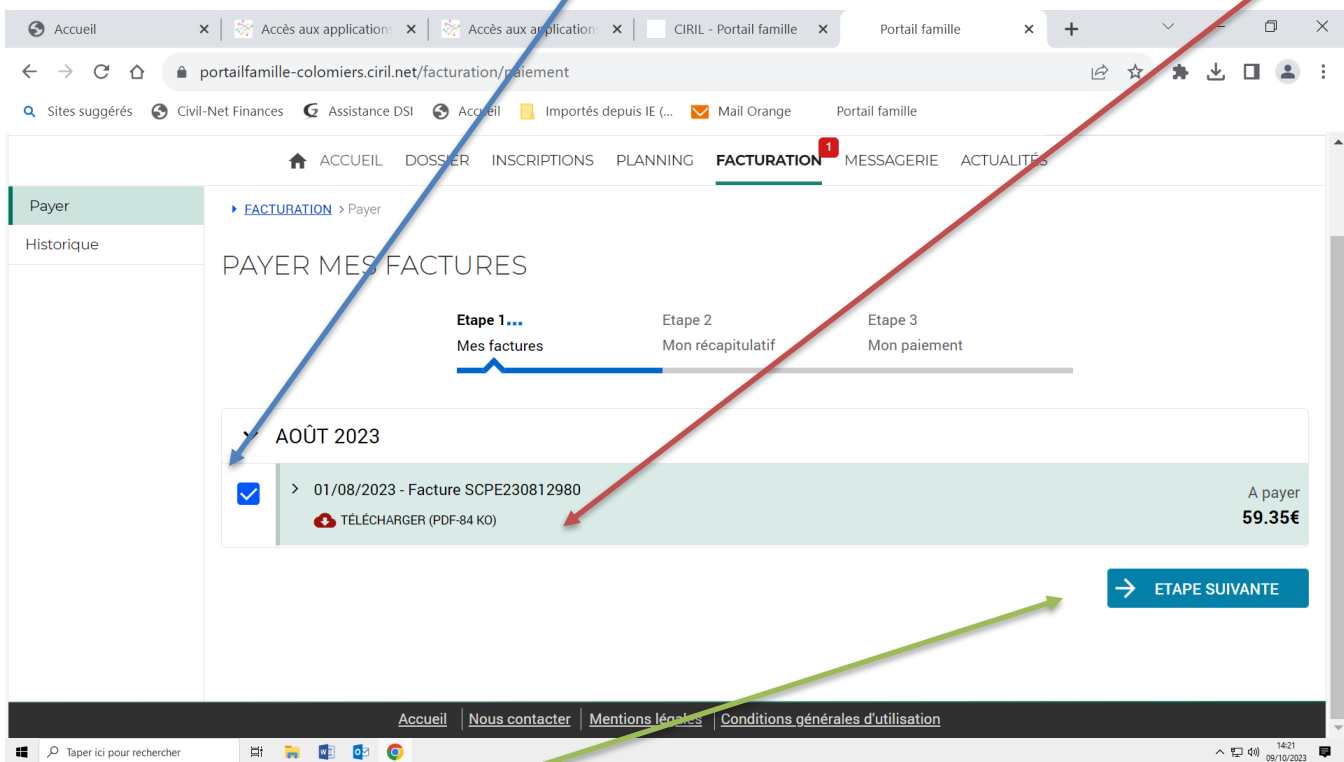 Accueil
Accès aux applications
Accès aux applications
CIRIL - Portail famille
Portail famille
portailfamille-colomiers.ciril.net/facturation/paiement
Sites suggérés
Civil-Net Finances
Assistance DSI
Accueil
Importés depuis IE (...
Mail Orange
Portail famille
ACCUEIL DOSSIER INSCRIPTIONS PLANNING FACTURATION 1 MESSAGERIE ACTUALITÉS
Payer
Historique
FACTURATION > Payer
PAYER MES FACTURES
Etape 1...
Mes factures
Etape 2
Mon récapitulatif
Etape 3
Mon paiement
AOÛT 2023
01/08/2023 - Facture SCPE230812980
TÉLÉCHARGER (PDF-84 KO)
A payer
59.35€
ETAPE SUIVANTE
Accueil | Nous contacter | Mentions légales | Conditions générales d'utilisation
Taper ici pour rechercher
14:21
09/10/2023